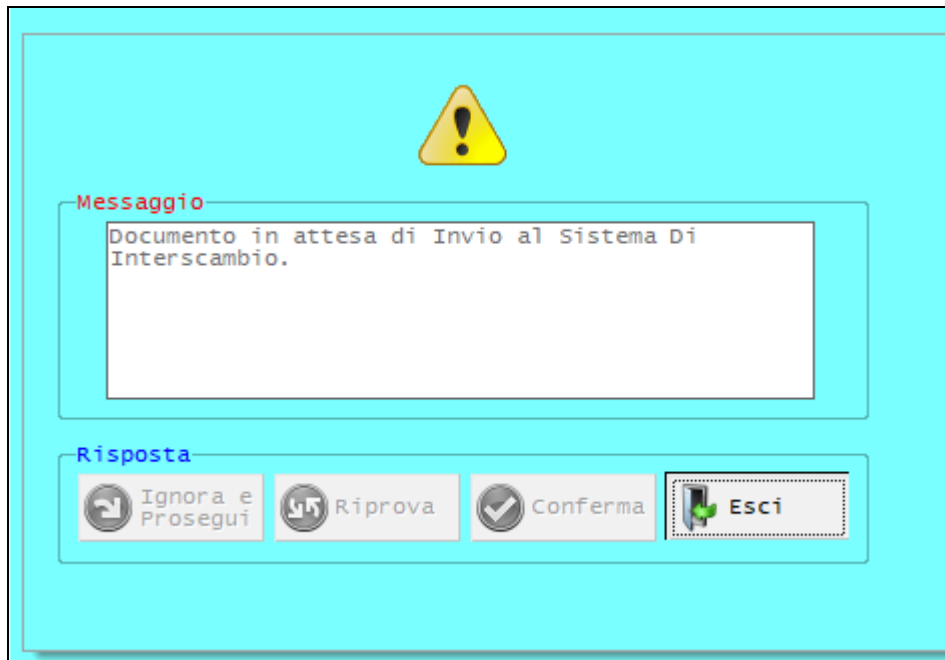 Messaggio
Documento in attesa di Invio al Sistema Di
Interscambio.
Risposta
Ignora e
Prosegui
Riprova
Conferma
Esci